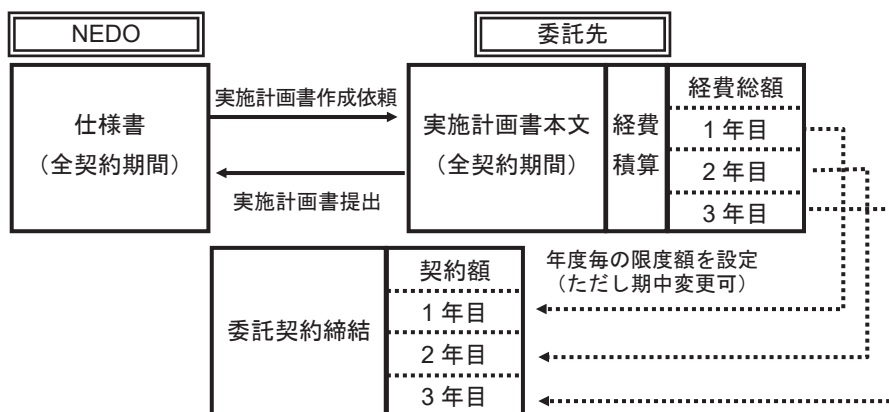 NEDO
委託先
仕様書
（全契約期間）
実施計画書作成依頼
実施計画書提出
実施計画書本文
（全契約期間）
経費
積算
経費総額
1 年目
2 年目
3 年目
委託契約締結
契約額
1 年目
2 年目
3 年目
年度毎の限度額を設定
（ただし期中変更可）